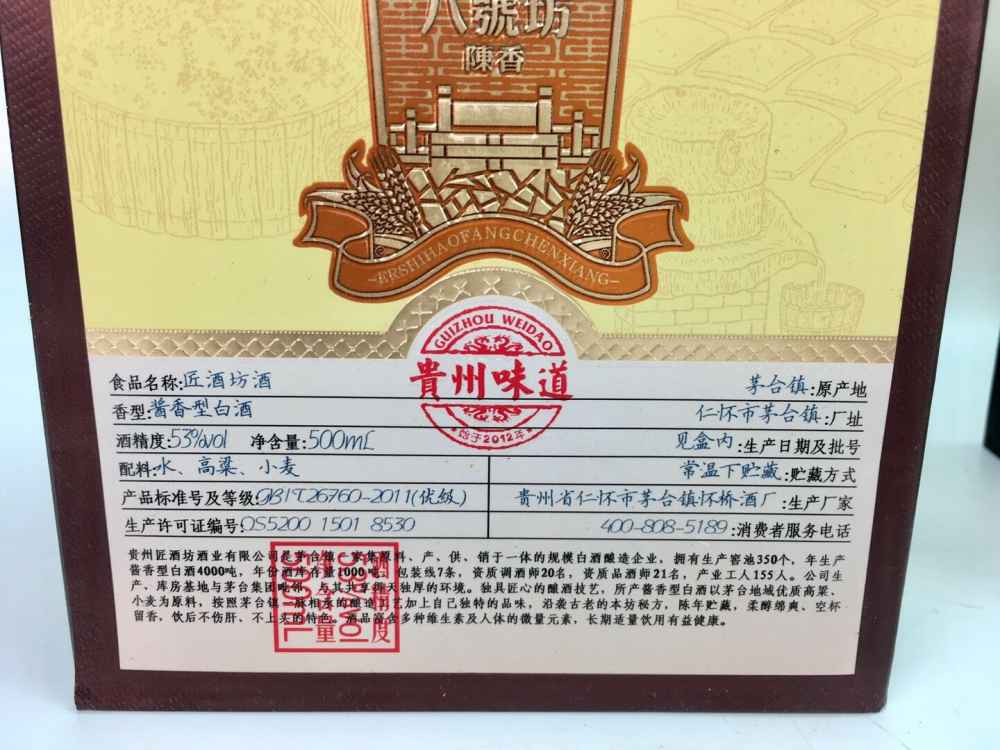 八號坊
陳香
-ERSHIHAOFANGCHENXIANG-
GUIZHOU WEIDAO
貴州味道
始于2012年
食品名称:匠酒坊酒
茅台镇:原产地
香型:酱香型白酒
仁怀市茅台镇:厂址
酒精度:53%vol 净含量:500mL
见盒内:生产日期及批号
配料:水、高粱、小麦
常温下贮藏:贮藏方式
产品标准号及等级:GB/T26760-2011(优级)
贵州省仁怀市茅台镇怀桥酒厂:生产厂家
生产许可证编号:QS5200 1501 8530
400-808-5189:消费者服务电话
贵州匠酒坊酒业有限公司是茅台镇一家集原料、产、供、销于一体的规模白酒酿造企业,拥有生产窖池350个,年生产
酱香型白酒4000吨,年份酒库存量1000吨,包装线7条,资质调酒师20名,资质品酒师21名,产业工人155人。公司生
产、库房基地与茅台集团毗邻,与其共享得天独厚的环境。独具匠心的酿酒技艺,所产酱香型白酒以茅台地域优质高粱、
小麦为原料,按照茅台镇一脉相承的酿造工艺加上自己独特的品味,沿袭古老的本坊秘方,陈年贮藏,柔醇绵爽、空杯
留香,饮后不伤肝、不上头的特色。酒品富含多种维生素及人体的微量元素,长期适量饮用有益健康。
酒精度
53%vol
净含量
500ML